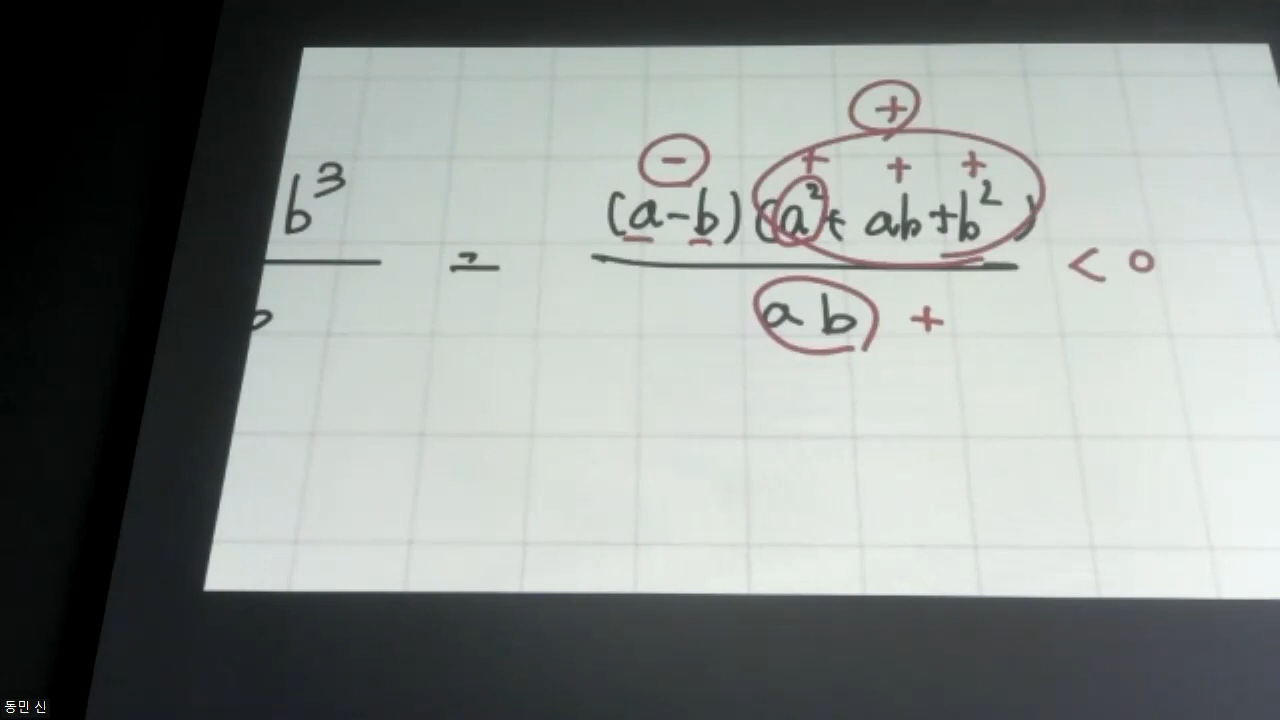 b³ = (a-b)(a²+ab+b²) < 0
ab +
⊖ + + + ⊕
동민 신